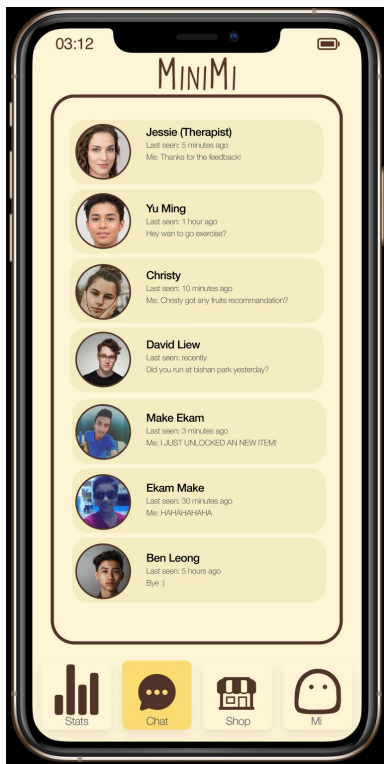 03:12
MINIMI
Jessie (Therapist)
Last seen: 5 minutes ago
Me: Thanks for the feedback!
Yu Ming
Last seen: 1 hour ago
Hey wan to go exercise?
Christy
Last seen: 10 minutes ago
Me: Christy got any fruits recommandation?
David Liew
Last seen: recently
Did you run at bishan park yesterday?
Make Ekam
Last seen: 3 minutes ago
Me: I JUST UNLOCKED AN NEW ITEM!
Ekam Make
Last seen: 30 minutes ago
Me: HAHAHAHAHA
Ben Leong
Last seen: 5 hours ago
Bye :)
Stats
Chat
Shop
Mi